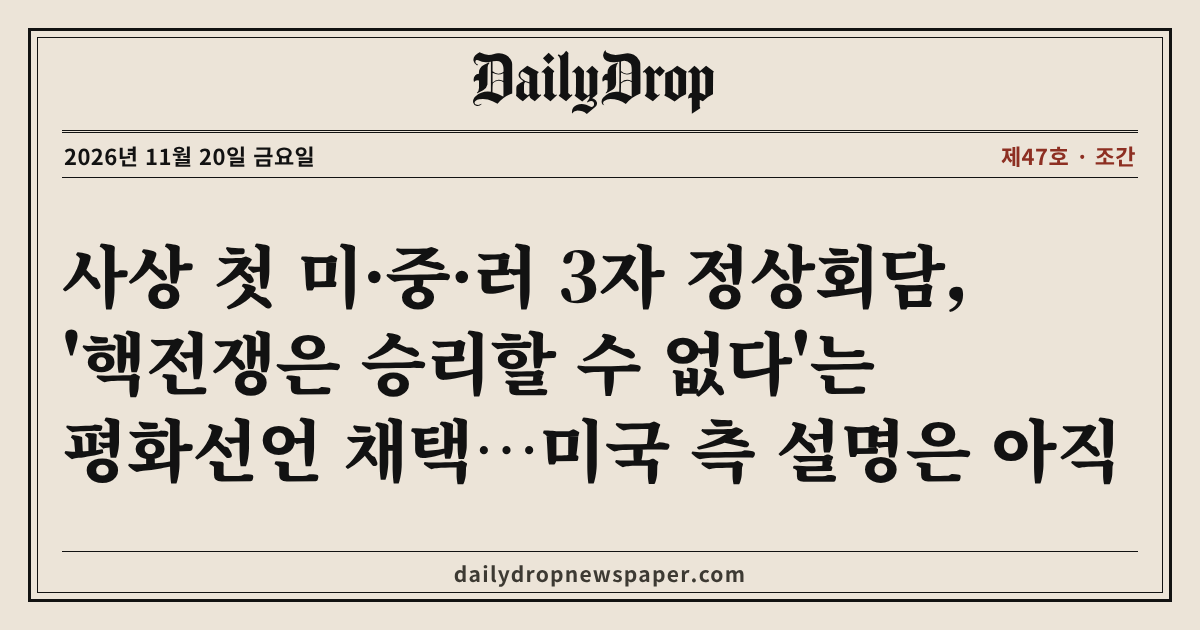 DailyDrop
2026년 11월 20일 금요일
제47호 · 조간
사상 첫 미·중·러 3자 정상회담,
'핵전쟁은 승리할 수 없다'는
평화선언 채택…미국 측 설명은 아직
dailydropnewspaper.com